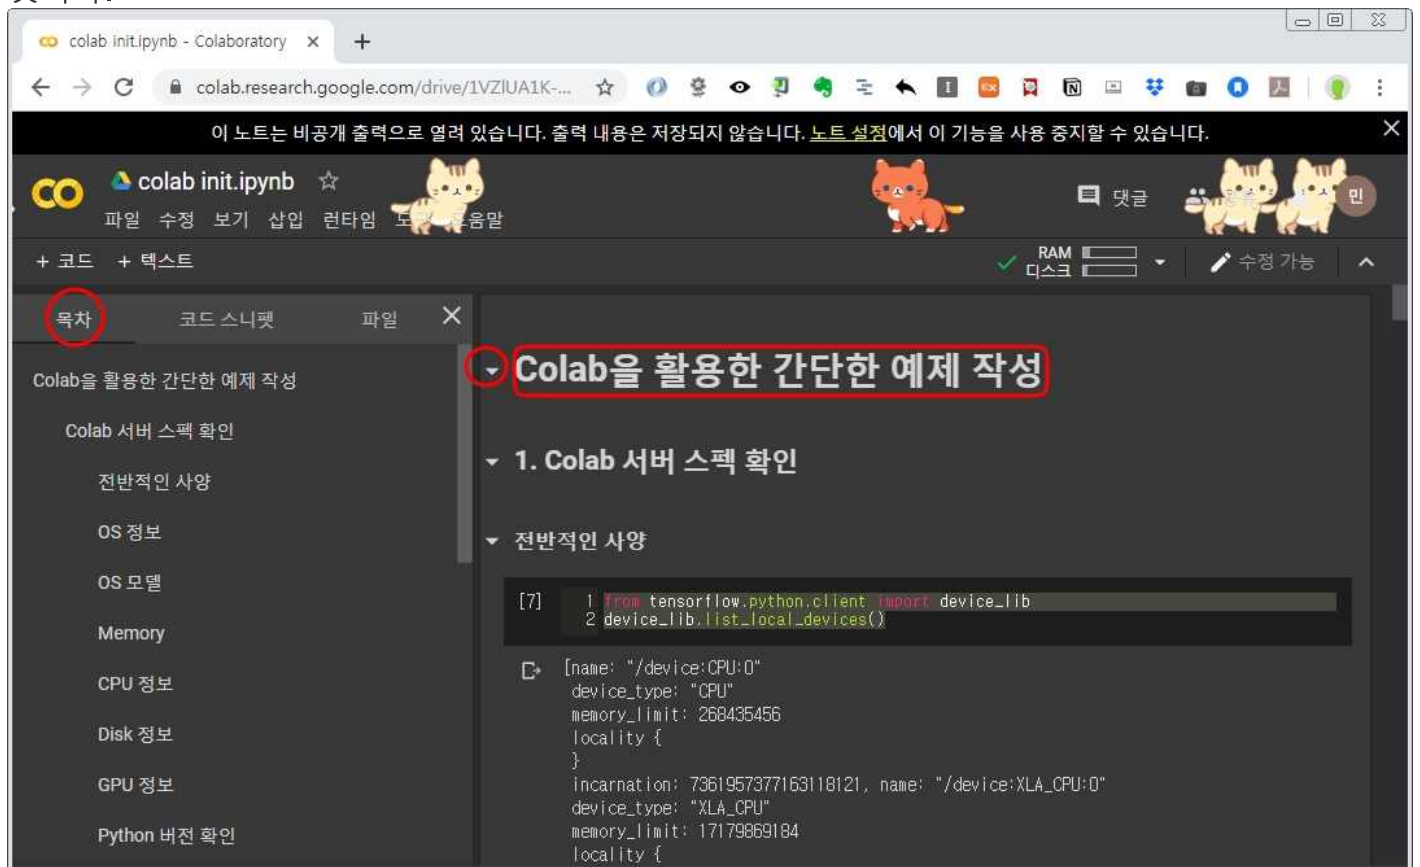 colab init.ipynb - Colaboratory
colab.research.google.com/drive/1VZlUA1K-...
이 노트는 비공개 출력으로 열려 있습니다. 출력 내용은 저장되지 않습니다. 노트 설정에서 이 기능을 사용 중지할 수 있습니다.
colab init.ipynb
댓글
민
파일 수정 보기 삽입 런타임
+ 코드 + 텍스트
RAM
디스크
수정 가능
목차 코드 스니펫 파일
Colab을 활용한 간단한 예제 작성
Colab 서버 스펙 확인
전반적인 사양
OS 정보
OS 모델
Memory
CPU 정보
Disk 정보
GPU 정보
Python 버전 확인
Colab을 활용한 간단한 예제 작성
1. Colab 서버 스펙 확인
전반적인 사양
[7] 1 from tensorflow.python.client import device_lib
2 device_lib.list_local_devices()
[name: "/device:CPU:0"
device_type: "CPU"
memory_limit: 268435456
locality {
}
incarnation: 7361957377163118121, name: "/device:XLA_CPU:0"
device_type: "XLA_CPU"
memory_limit: 17179869184
locality {